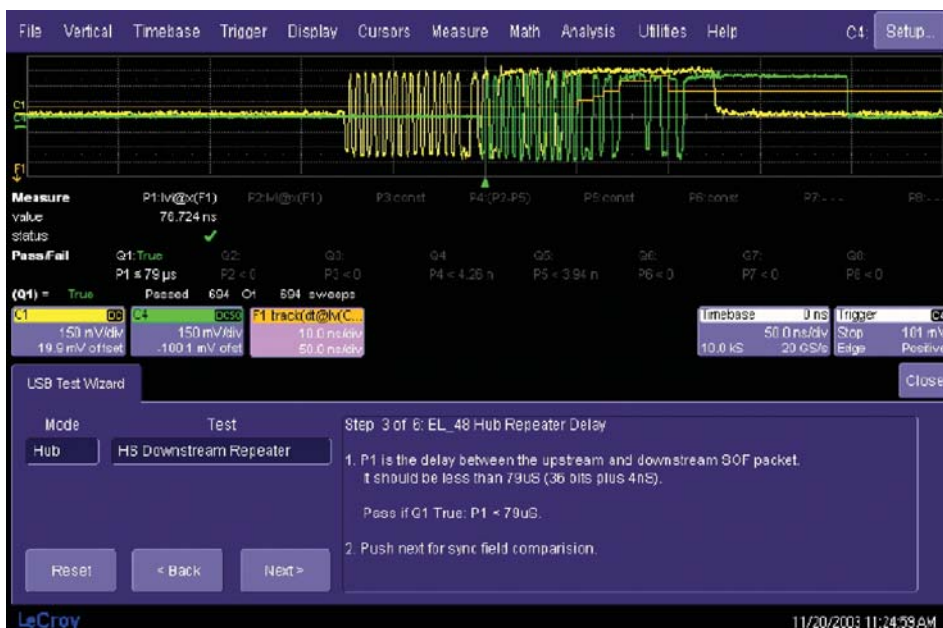 File Vertical Timebase Trigger Display Cursors Measure Math Analysis Utilities Help C4: Setup...
C1
F1
Measure P1:lvl@x(F1) P2:lvl@x(F1) P3:const P4:(P2-P5) P5:const P6:const P7:- - - P8:- -
value 76.724 ns
status
Pass/Fail Q1:True Q2: Q3: Q4 Q5: Q6: Q7: Q8:
P1 ≤ 79 µs P2 < 0 P3 < 0 P4 < 4.26 n P5 < 3.94 n P6 < 0 P7 < 0 P8 < 0
(Q1) = True Passed 694 Of 694 sweeps
C1 C4 DC50 F1 track(dt@lv(C... Timebase 0 ns Trigger
150 mV/div 150 mV/div 10.0 ns/div 50.0 ns/div Stop 101 mV
19.9 mV offset -100.1 mV ofst 50.0 ns/div 10.0 kS 20 GS/s Edge Positive
USB Test Wizard Close
Mode Test Step 3 of 6: EL_48 Hub Repeater Delay
Hub HS Downstream Repeater
1. P1 is the delay between the upstream and downstream SOF packet.
It should be less than 79uS (36 bits plus 4nS).
Pass if Q1 True: P1 < 79uS.
2. Push next for sync field comparision.
Reset < Back Next >
LeCroy 11/20/2003 11:24:59 AM